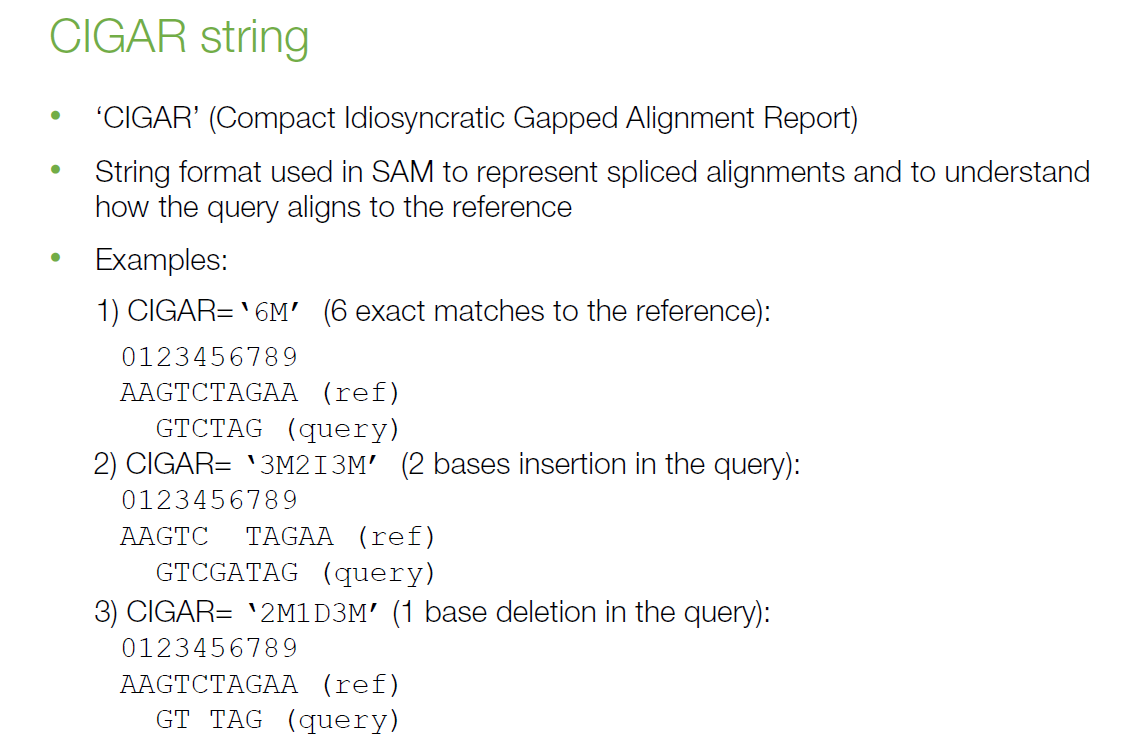 CIGAR string
• ‘CIGAR’ (Compact Idiosyncratic Gapped Alignment Report)
• String format used in SAM to represent spliced alignments and to understand
how the query aligns to the reference
• Examples:
1) CIGAR= ‘6M’ (6 exact matches to the reference):
0123456789
AAGTCTAGAA (ref)
  GTCTAG (query)
2) CIGAR= ‘3M2I3M’ (2 bases insertion in the query):
0123456789
AAGTC  TAGAA (ref)
  GTCGATAG (query)
3) CIGAR= ‘2M1D3M’ (1 base deletion in the query):
0123456789
AAGTCTAGAA (ref)
  GT TAG (query)